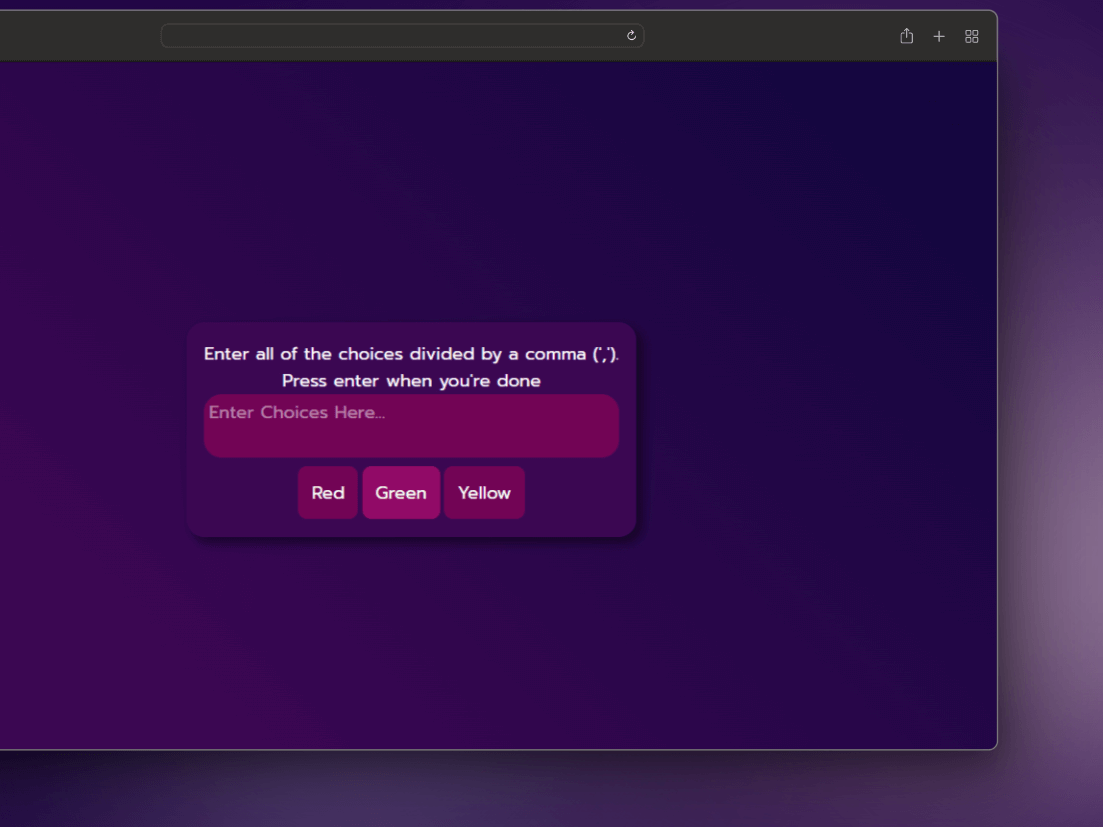 Enter all of the choices divided by a comma (',').
Press enter when you're done
Enter Choices Here...
Red Green Yellow